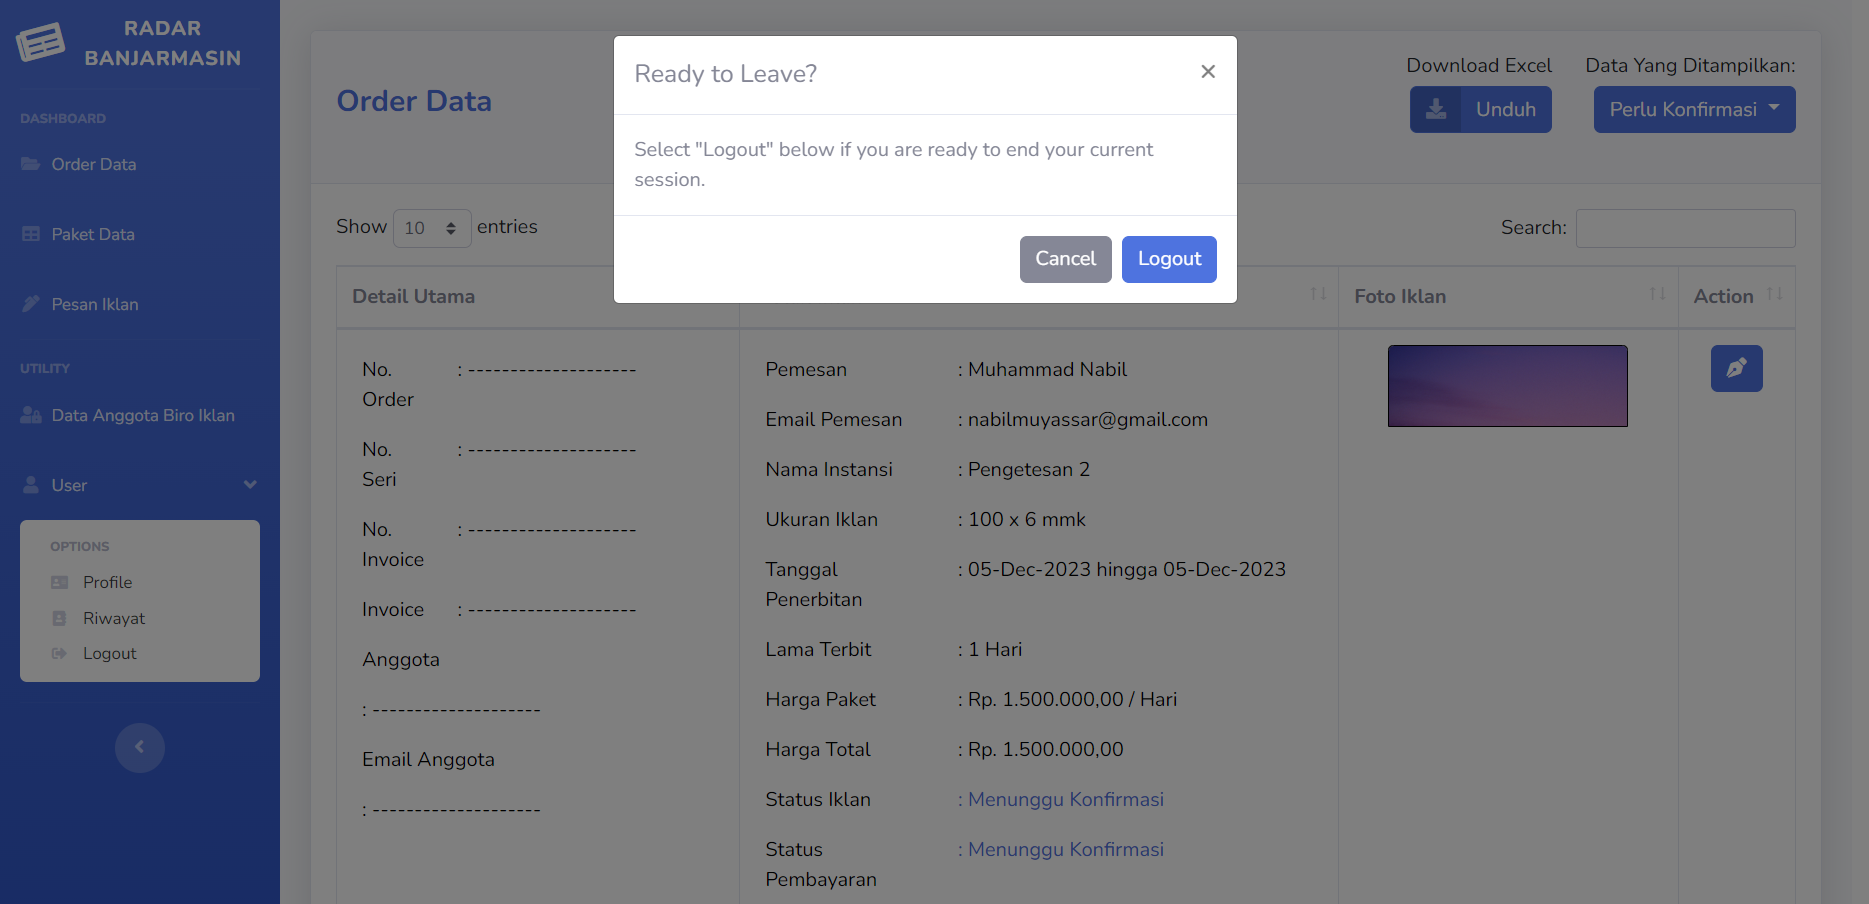 RADAR
BANJARMASIN
DASHBOARD
Order Data
Paket Data
Pesan Iklan
UTILITY
Data Anggota Biro Iklan
User
OPTIONS
Profile
Riwayat
Logout
Order Data
Download Excel
Unduh
Data Yang Ditampilkan:
Perlu Konfirmasi
Ready to Leave?
×
Select "Logout" below if you are ready to end your current
session.
Cancel
Logout
Show 10 entries
Search:
Detail Utama
Foto Iklan
Action
No. : --------------------
Order
No. : --------------------
Seri
No. : --------------------
Invoice
Invoice : --------------------
Anggota
: --------------------
Email Anggota
: --------------------
Pemesan : Muhammad Nabil
Email Pemesan : nabilmuyassar@gmail.com
Nama Instansi : Pengetesan 2
Ukuran Iklan : 100 x 6 mmk
Tanggal : 05-Dec-2023 hingga 05-Dec-2023
Penerbitan
Lama Terbit : 1 Hari
Harga Paket : Rp. 1.500.000,00 / Hari
Harga Total : Rp. 1.500.000,00
Status Iklan : Menunggu Konfirmasi
Status : Menunggu Konfirmasi
Pembayaran